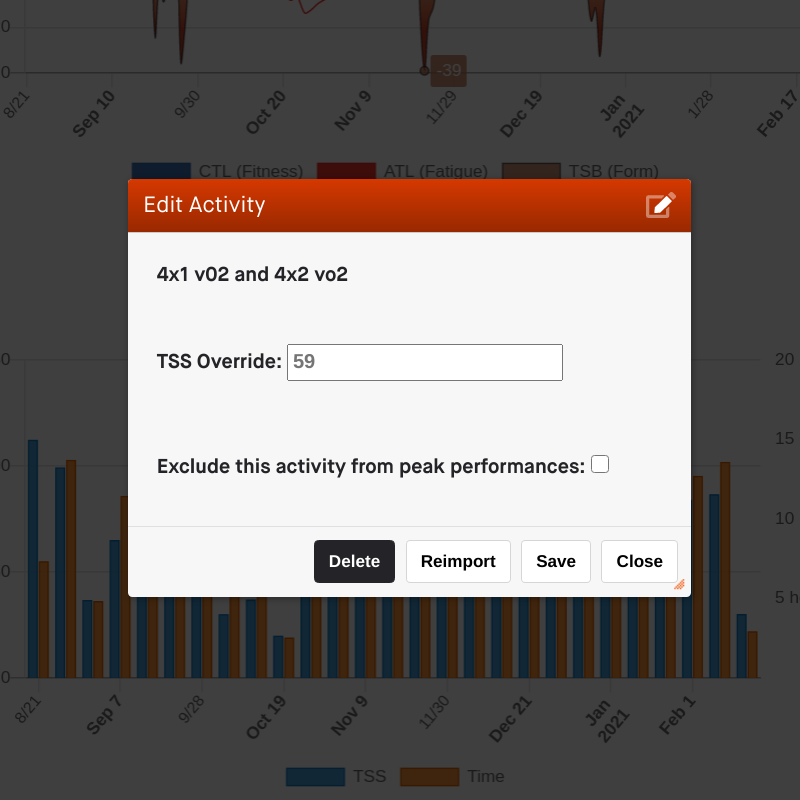 0
-39
0
8/21
Sep 10
9/30
Oct 20
Nov 9
11/29
Dec 19
Jan
2021
1/28
Feb 17
CTL (Fitness)
ATL (Fatigue)
TSB (Form)
Edit Activity
4x1 v02 and 4x2 vo2
TSS Override: 59
Exclude this activity from peak performances:
Delete
Reimport
Save
Close
0
20
0
15
10
0
5 h
0
8/21
Sep 7
9/28
Oct 19
Nov 9
11/30
Dec 21
Jan
2021
Feb 1
TSS
Time